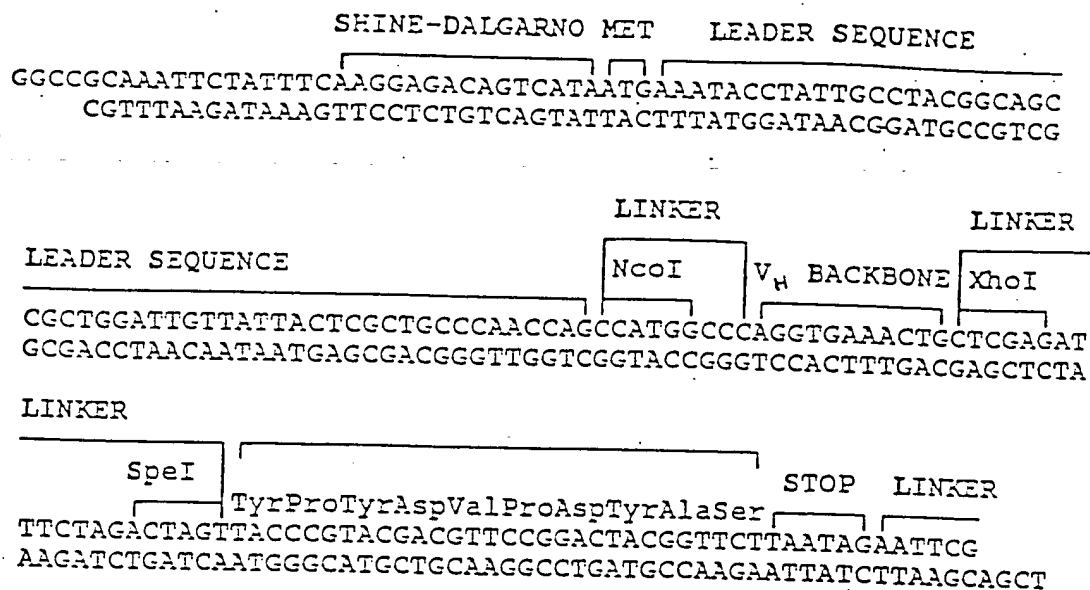 SHINE-DALGARNO MET LEADER SEQUENCE
GGCCGCAAATTCTATTTCAAGGAGACAGTCATAATGAAATACCTATTGCCTACGGCAGC
CGTTTAAGATAAAGTTCCTCTGTCAGTATTACTTTATGGATAACGGATGCCGTCG
LINKER LINKER
LEADER SEQUENCE NcoI VH BACKBONE XhoI
CGCTGGATTGTTATTACTCGCTGCCCAACCAGCCATGGCCCAGGTGAAACTGCTCGAGAT
GCGACCTAACAATAATGAGCGACGGGTTGGTCGGTACCGGGTCCACTTTGACGAGCTCTA
LINKER
SpeI STOP LINKER
TyrProTyrAspValProAspTyrAlaSer
TTCTAGACTAGTTACCCGTACGACGTTCCGGACTACGGTTCTTAATAGAATTCG
AAGATCTGATCAATGGGCATGCTGCAAGGCCTGATGCCAAGAATTATCTTAAGCAGCT